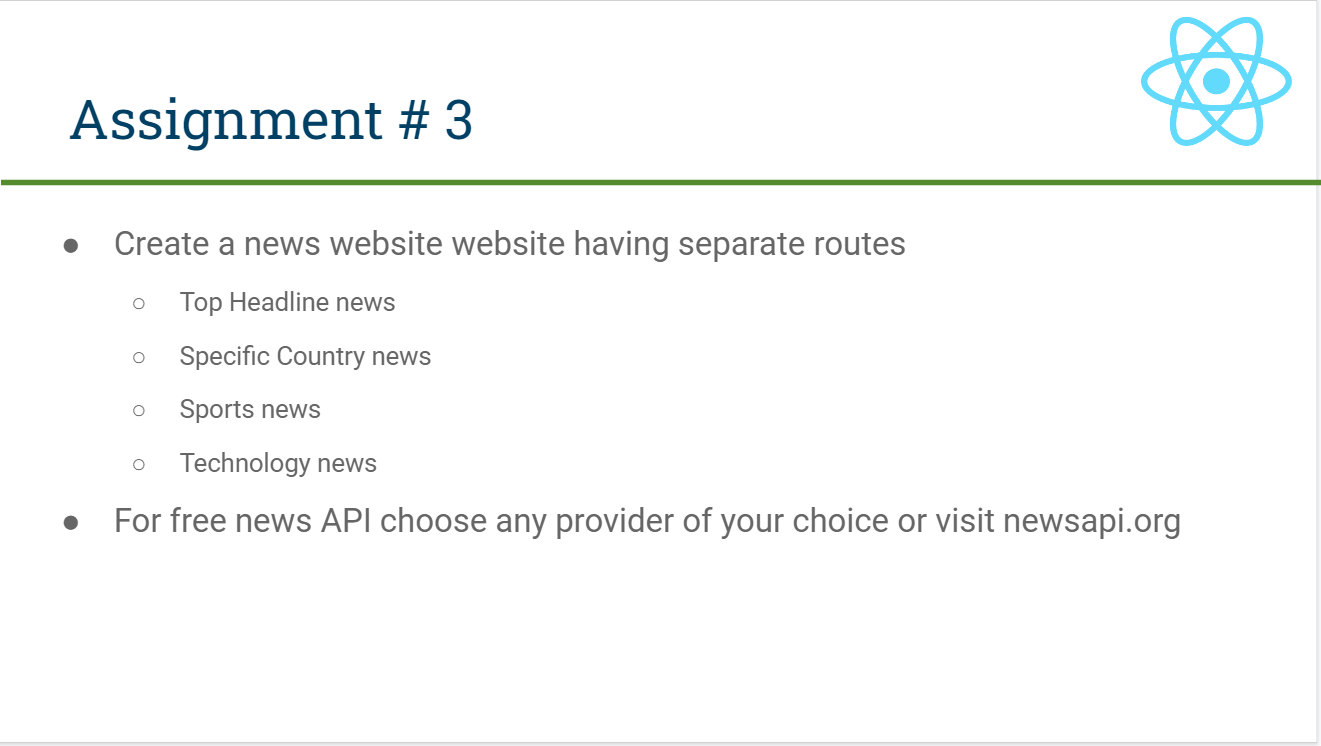 Assignment # 3
● Create a news website website having separate routes
○ Top Headline news
○ Specific Country news
○ Sports news
○ Technology news
● For free news API choose any provider of your choice or visit newsapi.org